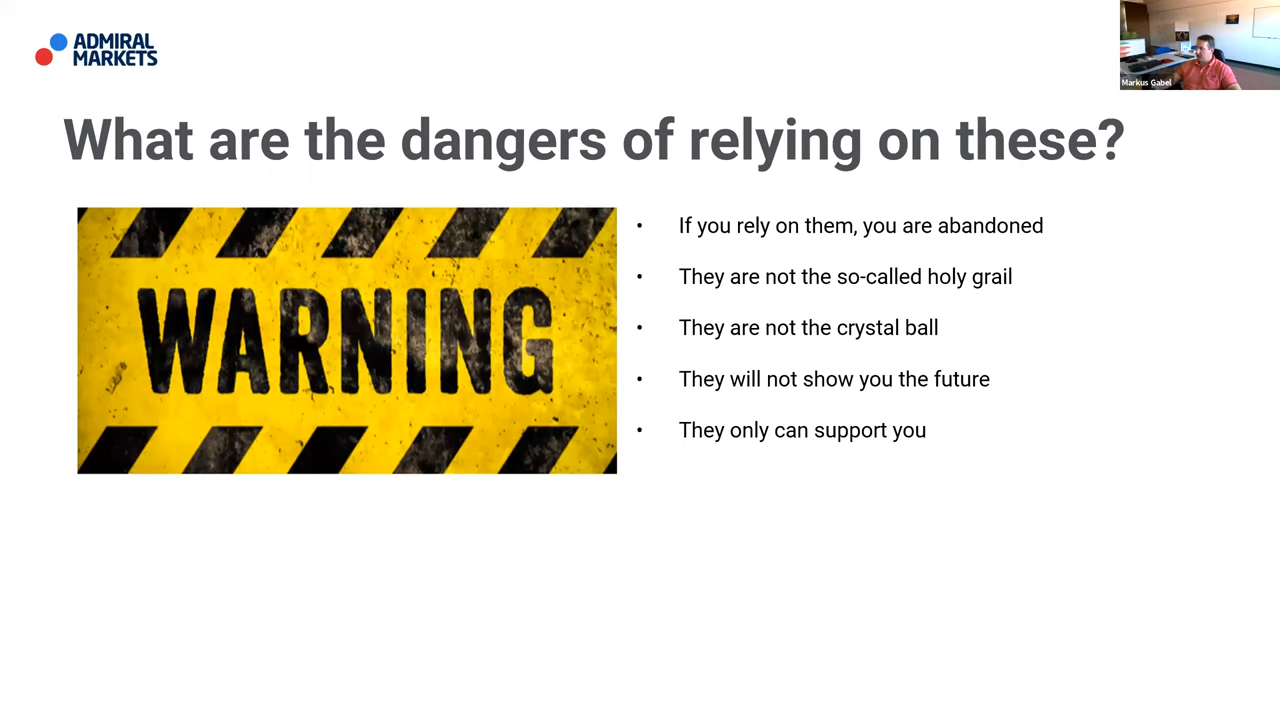 ADMIRAL
MARKETS
Markus Gabel
What are the dangers of relying on these?
WARNING
• If you rely on them, you are abandoned
• They are not the so-called holy grail
• They are not the crystal ball
• They will not show you the future
• They only can support you